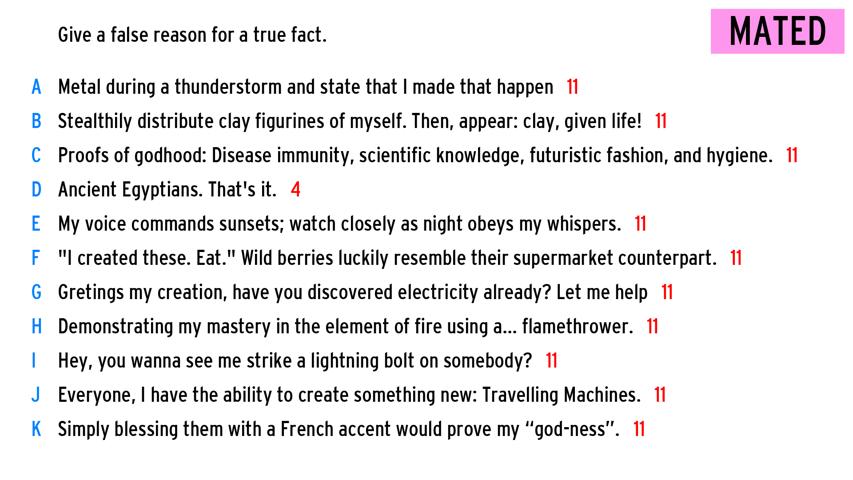 Give a false reason for a true fact.
MATED
A Metal during a thunderstorm and state that I made that happen 11
B Stealthily distribute clay figurines of myself. Then, appear: clay, given life! 11
C Proofs of godhood: Disease immunity, scientific knowledge, futuristic fashion, and hygiene. 11
D Ancient Egyptians. That's it. 4
E My voice commands sunsets; watch closely as night obeys my whispers. 11
F "I created these. Eat." Wild berries luckily resemble their supermarket counterpart. 11
G Gretings my creation, have you discovered electricity already? Let me help 11
H Demonstrating my mastery in the element of fire using a... flamethrower. 11
I Hey, you wanna see me strike a lightning bolt on somebody? 11
J Everyone, I have the ability to create something new: Travelling Machines. 11
K Simply blessing them with a French accent would prove my “god-ness”. 11